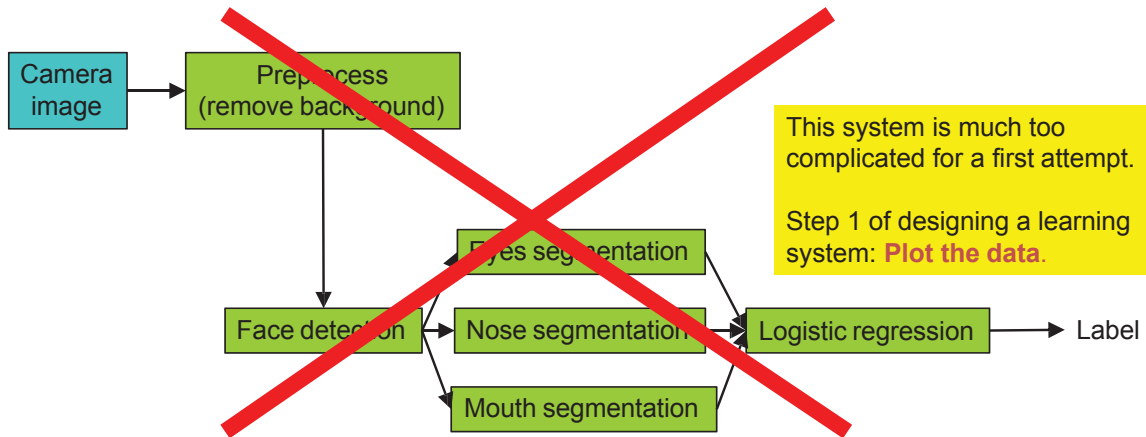 Camera
image
Preprocess
(remove background)
This system is much too
complicated for a first attempt.
Step 1 of designing a learning
system: Plot the data.
Eyes segmentation
Face detection
Nose segmentation
Logistic regression
Label
Mouth segmentation